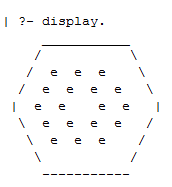 | ?- display.
___________
/ \
/ e e e \
/ e e e e \
| e e e e |
\ e e e e /
\ e e e /
\ /
-----------